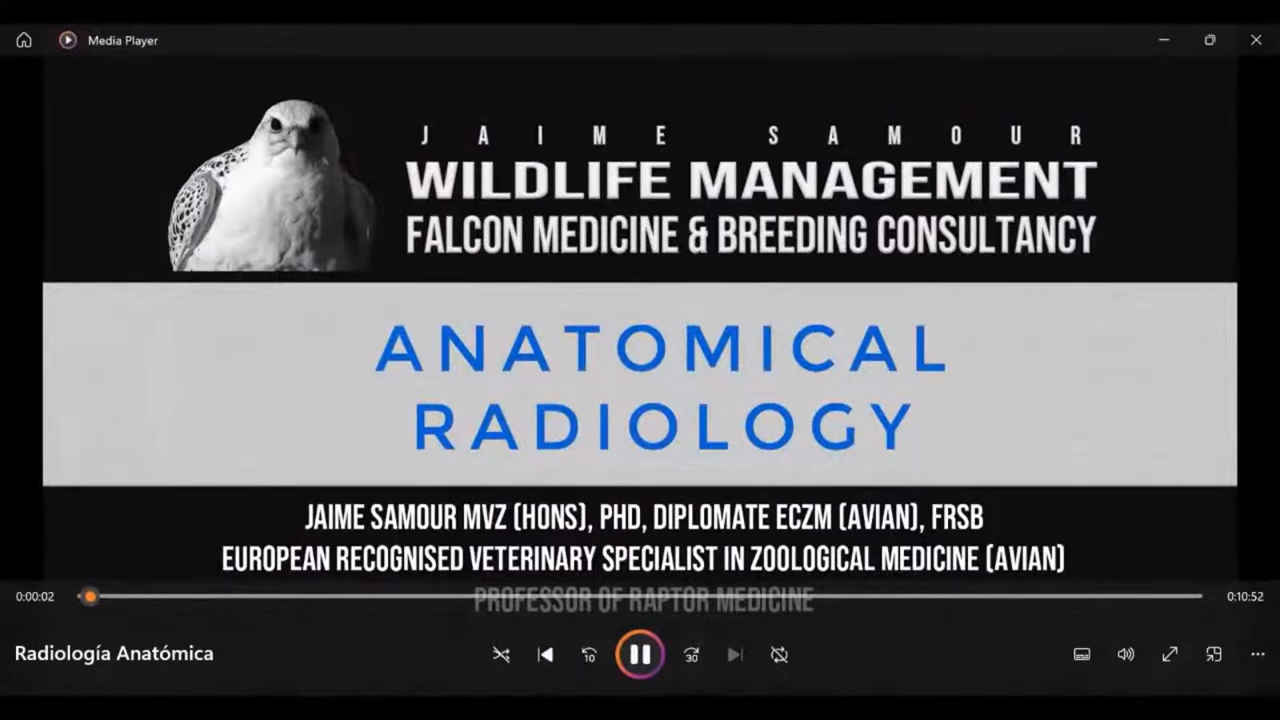 Media Player
JAIME SAMOUR
WILDLIFE MANAGEMENT
FALCON MEDICINE & BREEDING CONSULTANCY
ANATOMICAL
RADIOLOGY
JAIME SAMOUR MVZ (HONS), PHD, DIPLOMATE ECZM (AVIAN), FRSB
EUROPEAN RECOGNISED VETERINARY SPECIALIST IN ZOOLOGICAL MEDICINE (AVIAN)
PROFESSOR OF RAPTOR MEDICINE
0:00:02
0:10:52
Radiología Anatómica
10
30